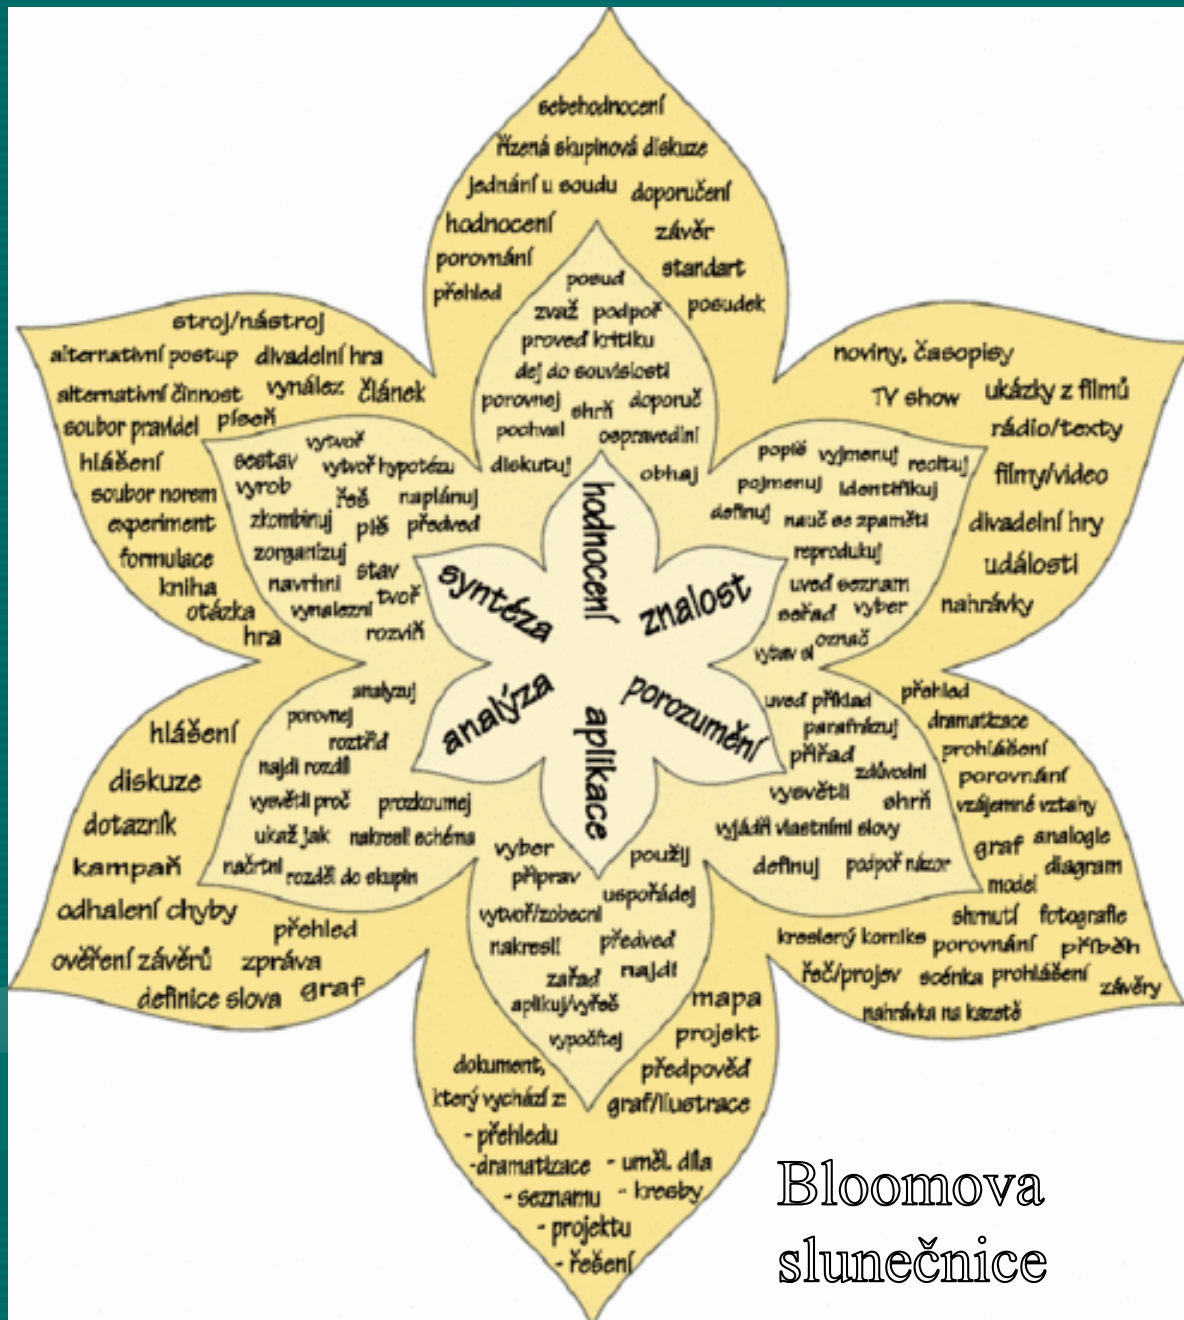 sebehodnocení
řízená skupinová diskuze
jednání u soudu
doporučení
hodnocení
závěr
porovnání
standart
přehled
posudek
posuď
zvaž podpoř
proveď kritiku
dej do souvislosti
porovnej shrň doporuč
pochval ospravedlni
diskutuj obhaj
hodnocení
noviny, časopisy
TV show ukázky z filmů
rádio/texty
filmy/video
divadelní hry
události
nahrávky
popiš vyjmenuj recituj
pojmenuj identifikuj
definuj nauč se zpaměti
reprodukuj
uveď seznam
seřaď vyber
vybav si označ
znalost
přehled
dramatizace
prohlášení
porovnání
vzájemné vztahy
graf analogie
diagram
model
shrnutí fotografie
kreslený komiks porovnání příběh
řeč/projev scénka prohlášení závěry
nahrávka na kazetě
uveď příklad
parafrázuj
přiřaď
zdůvodni
vysvětli shrň
vyjádři vlastními slovy
definuj podpoř názor
porozumění
aplikace
vyber použij
připrav
uspořádej
vytvoř/zobecni
nakresli předveď
zařaď najdi
aplikuj/vyřeš
vypočítej
mapa
projekt
předpověď
graf/ilustrace
dokument,
který vychází z:
- přehledu
-dramatizace - uměl. díla
- seznamu - kresby
- projektu
- řešení
analýza
analyzuj
porovnej
roztřiď
najdi rozdíl
vysvětli proč prozkoumej
ukaž jak nakresli schéma
načrtni rozděl do skupin
hlášení
diskuze
dotazník
kampaň
odhalení chyby
přehled
ověření závěrů zpráva
definice slova graf
syntéza
vytvoř
sestav vytvoř hypotézu
vyrob řeš naplánuj
zkombinuj piš předveď
zorganizuj
navrhni stav
vynalezni tvoř
rozviň
stroj/nástroj
alternativní postup divadelní hra
alternativní činnost vynález článek
soubor pravidel píseň
hlášení
soubor norem
experiment
formulace
kniha
otázka
hra
Bloomova
slunečnice